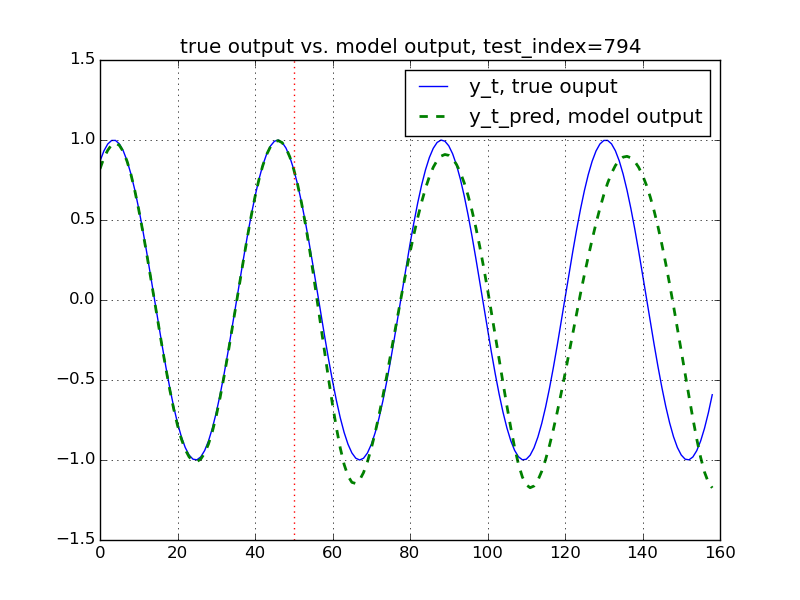 true output vs. model output, test_index=794
y_t, true ouput
y_t_pred, model output
1.5
1.0
0.5
0.0
−0.5
−1.0
−1.5
0 20 40 60 80 100 120 140 160